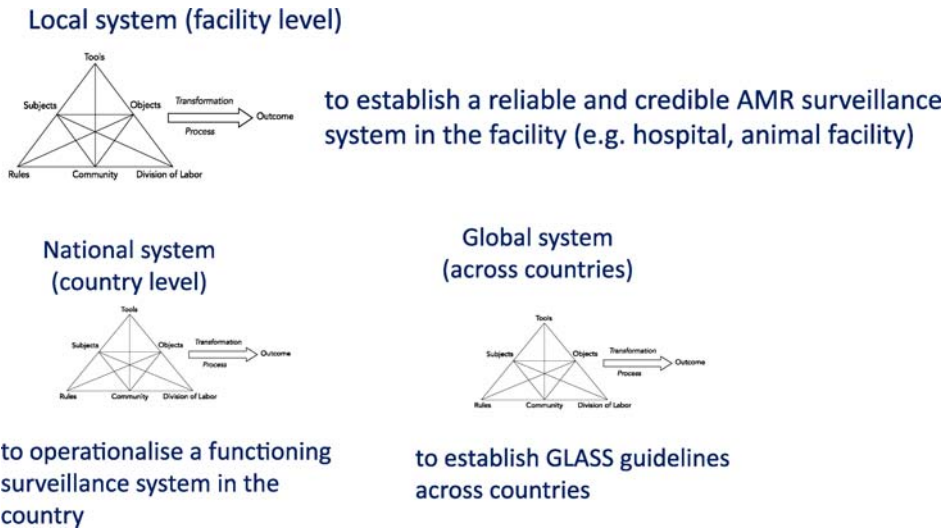 Local system (facility level)
Tools
Subjects
Objects
Transformation
Process
Outcome
Rules
Community
Division of Labor
to establish a reliable and credible AMR surveillance
system in the facility (e.g. hospital, animal facility)
National system
(country level)
Tools
Subjects
Objects
Transformation
Process
Outcome
Rules
Community
Division of Labor
to operationalise a functioning
surveillance system in the
country
Global system
(across countries)
Tools
Subjects
Objects
Transformation
Process
Outcome
Rules
Community
Division of Labor
to establish GLASS guidelines
across countries